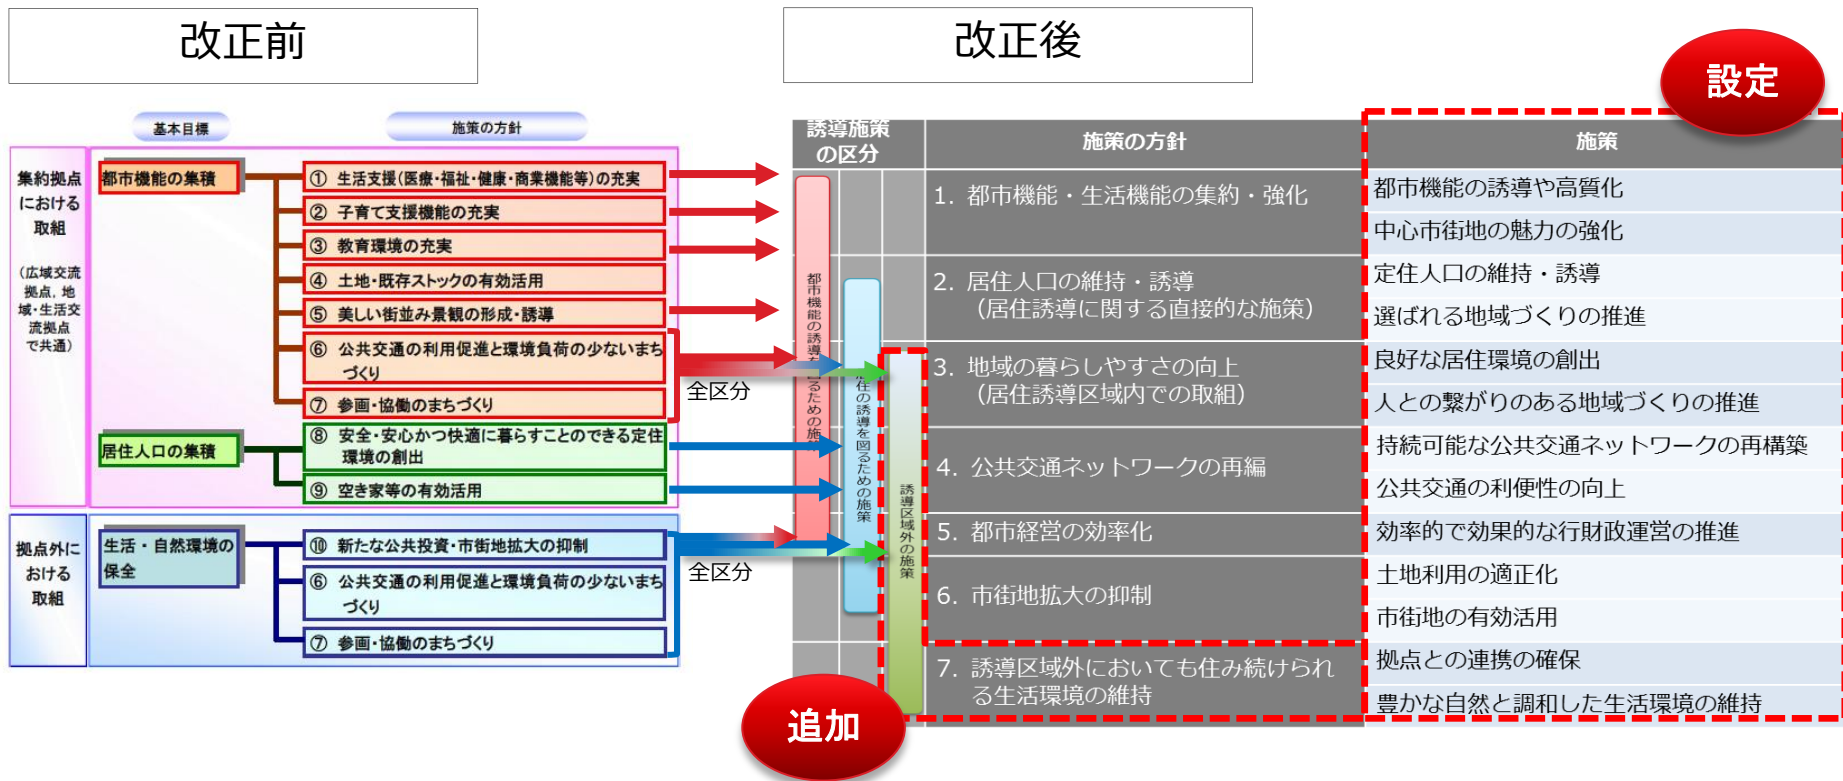 改正前
基本目標
施策の方針
集約拠点
における
取組
(広域交流
拠点、地
域・生活交
流拠点
で共通)
都市機能の集積
① 生活支援(医療・福祉・健康・商業機能等)の充実
② 子育て支援機能の充実
③ 教育環境の充実
④ 土地・既存ストックの有効活用
⑤ 美しい街並み景観の形成・誘導
⑥ 公共交通の利用促進と環境負荷の少ないまち
づくり
⑦ 参画・協働のまちづくり
居住人口の集積
⑧ 安全・安心かつ快適に暮らすことのできる定住
環境の創出
⑨ 空き家等の有効活用
拠点外に
おける
取組
生活・自然環境の
保全
⑩ 新たな公共投資・市街地拡大の抑制
⑥ 公共交通の利用促進と環境負荷の少ないまち
づくり
⑦ 参画・協働のまちづくり
全区分
全区分
改正後
設定
誘導施策
の区分
施策の方針
施策
都市機能の誘導を るための施策
居住の誘導を図るための施策
誘導区域外の施策
1. 都市機能・生活機能の集約・強化
都市機能の誘導や高質化
中心市街地の魅力の強化
2. 居住人口の維持・誘導
(居住誘導に関する直接的な施策)
定住人口の維持・誘導
選ばれる地域づくりの推進
3. 地域の暮らしやすさの向上
(居住誘導区域内での取組)
良好な居住環境の創出
人との繋がりのある地域づくりの推進
4. 公共交通ネットワークの再編
持続可能な公共交通ネットワークの再構築
公共交通の利便性の向上
5. 都市経営の効率化
効率的で効果的な行財政運営の推進
6. 市街地拡大の抑制
土地利用の適正化
市街地の有効活用
7. 誘導区域外においても住み続けられ
る生活環境の維持
拠点との連携の確保
豊かな自然と調和した生活環境の維持
追加